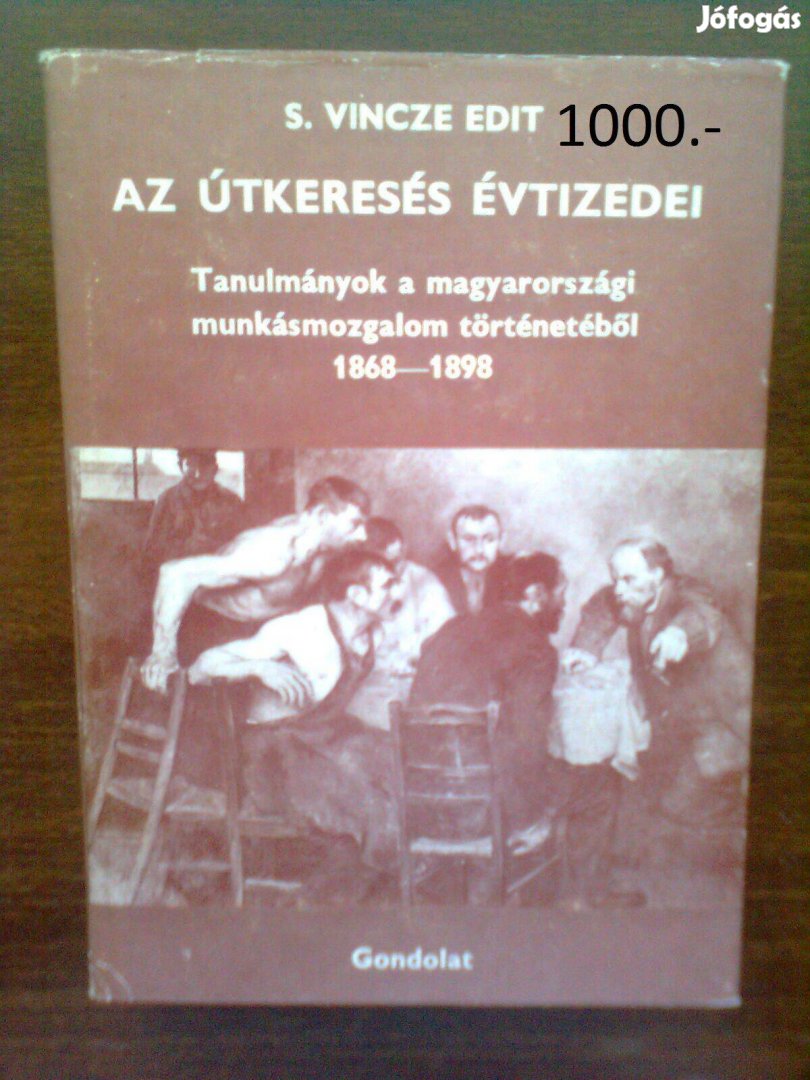 Jófogás
S. VINCZE EDIT 1000.-
AZ ÚTKERESÉS ÉVTIZEDEI
Tanulmányok a magyarországi
munkásmozgalom történetéből
1868—1898
Gondolat